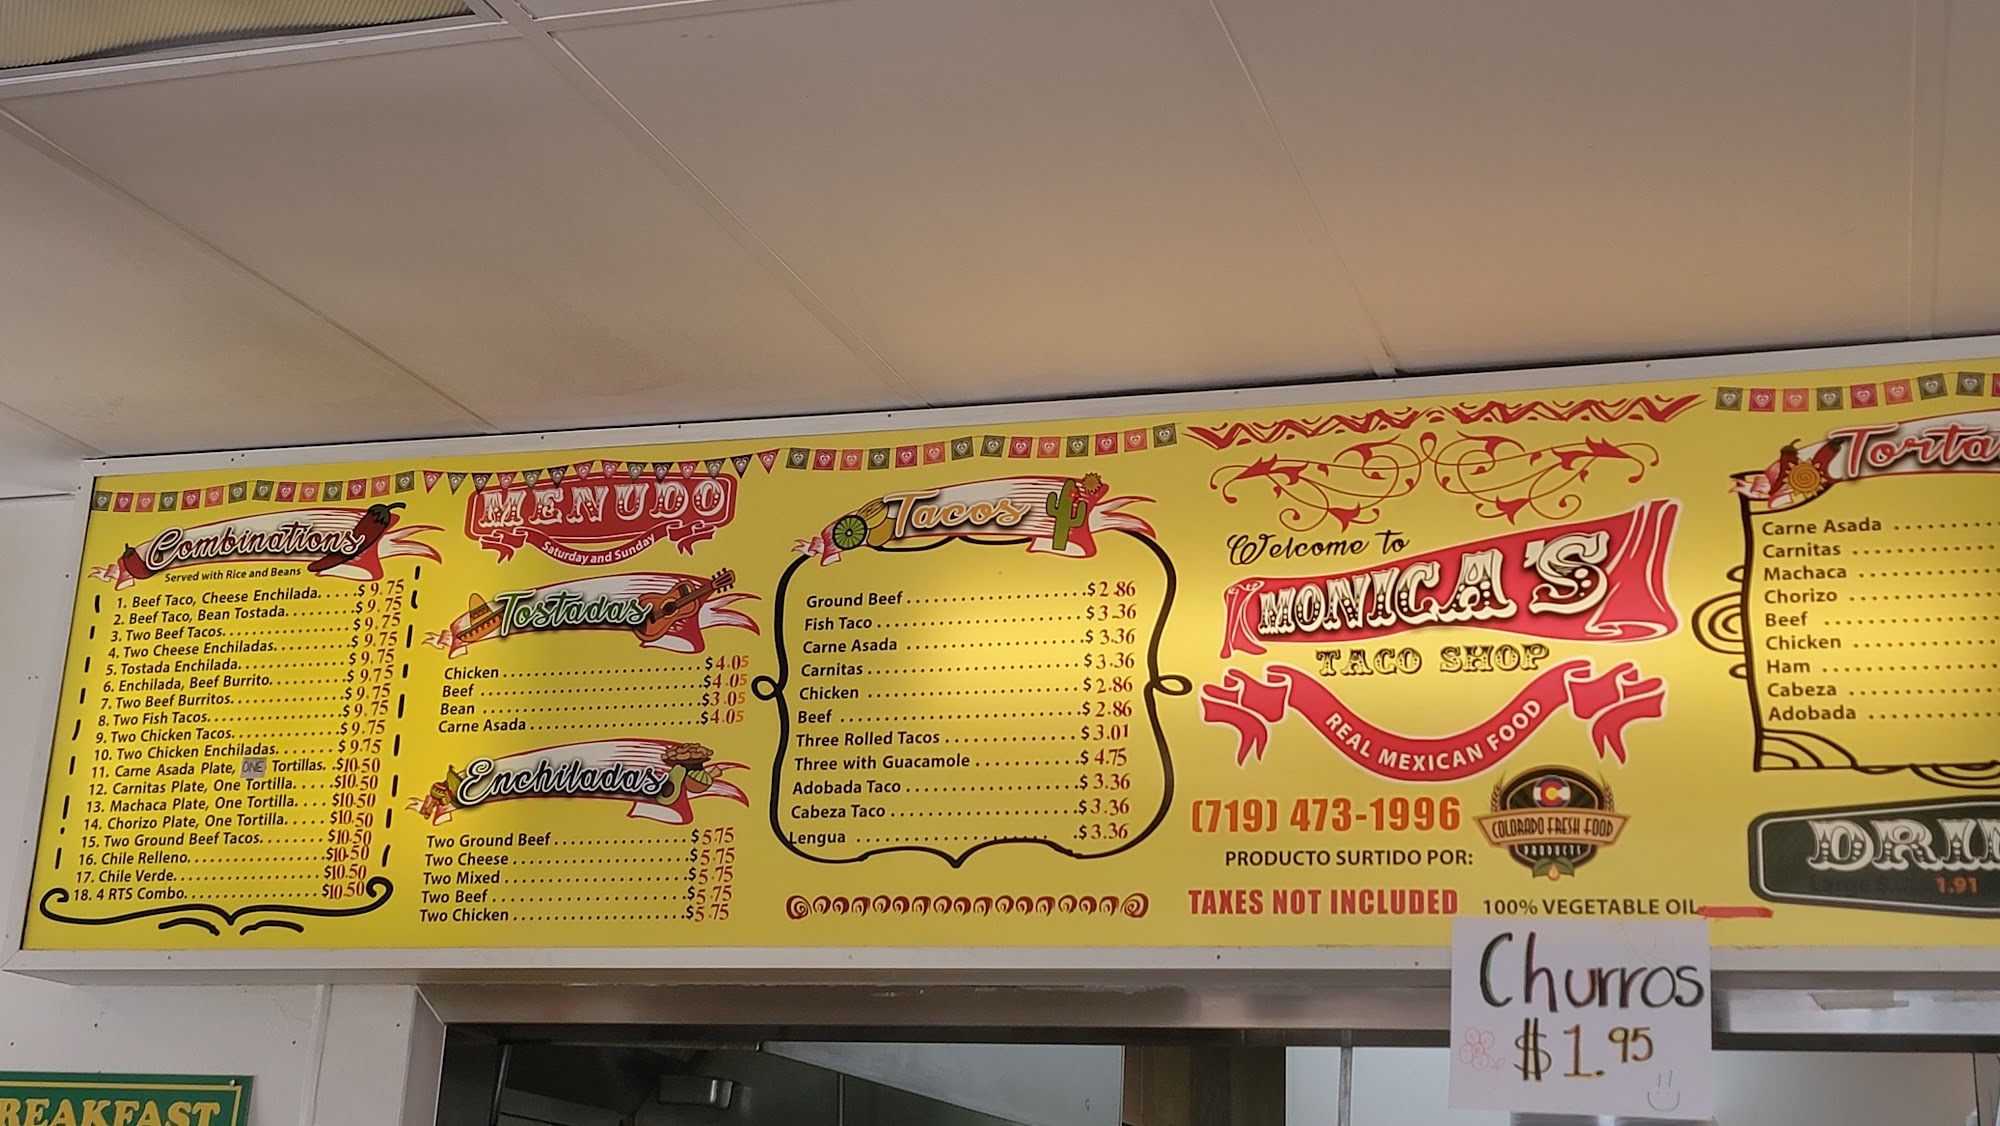 Combinations
Served with Rice and Beans
1. Beef Taco, Cheese Enchilada.....$ 9.75
2. Beef Taco, Bean Tostada..........$ 9.75
3. Two Beef Tacos....................$ 9.75
4. Two Cheese Enchiladas............$ 9.75
5. Tostada Enchilada..................$ 9.75
6. Enchilada, Beef Burrito............$ 9.75
7. Two Beef Burritos..................$ 9.75
8. Two Fish Tacos.....................$ 9.75
9. Two Chicken Tacos.................$ 9.75
10. Two Chicken Enchiladas.......$ 9.75
11. Carne Asada Plate, ONE Tortillas..$10.50
12. Carnitas Plate, One Tortilla......$10.50
13. Machaca Plate, One Tortilla....$10.50
14. Chorizo Plate, One Tortilla......$10.50
15. Two Ground Beef Tacos..........$10.50
16. Chile Relleno.....................$10.50
17. Chile Verde........................$10.50
18. 4 RTS Combo.....................$10.50
MENUDO
Saturday and Sunday
Tostadas
Chicken ..............................$4.05
Beef ..................................$4.05
Bean ..................................$3.05
Carne Asada ..........................$4.05
Enchiladas
Two Ground Beef ....................$5.75
Two Cheese .........................$5.75
Two Mixed ..........................$5.75
Two Beef ...........................$5.75
Two Chicken ........................$5.75
Tacos
Ground Beef ........................$2.86
Fish Taco ..........................$3.36
Carne Asada ........................$3.36
Carnitas ...........................$3.36
Chicken ............................$2.86
Beef ...............................$2.86
Three Rolled Tacos .................$3.01
Three with Guacamole ...............$4.75
Adobada Taco .......................$3.36
Cabeza Taco ........................$3.36
Lengua .............................$3.36
Welcome to
MONICA'S
TACO SHOP
REAL MEXICAN FOOD
(719) 473-1996
PRODUCTO SURTIDO POR:
COLORADO FRESH FOOD
PRODUCTS
TAXES NOT INCLUDED
100% VEGETABLE OIL
Torta
Carne Asada ..........
Carnitas ..............
Machaca ..............
Chorizo ...............
Beef ..................
Chicken ...............
Ham ..................
Cabeza ...............
Adobada ..............
DRIN
1.91
Churros
$1.95
REAKFAST